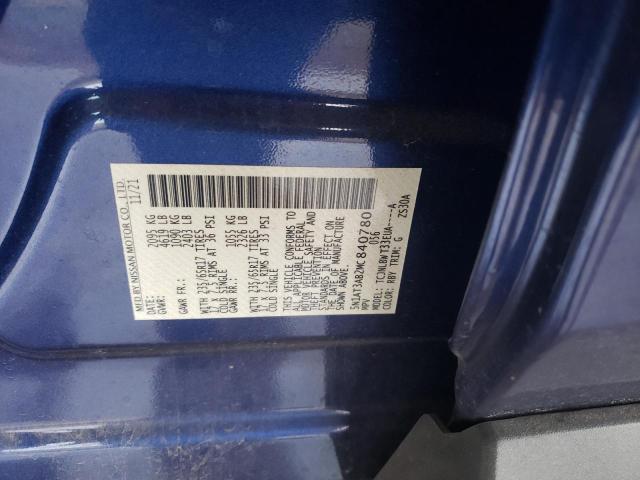 MFD BY NISSAN MOTOR CO., LTD.
11/21
GVWR: 2095 KG
4619 LB
GAWR FR.: 1090 KG
2403 LB
WITH 235/65R17 TIRES
17 X 7.5J RIMS AT 36 PSI
COLD SINGLE
GAWR RR.: 1055 KG
2326 LB
WITH 235/65R17 TIRES
17 X 7.5J RIMS AT 33 PSI
COLD SINGLE
THIS VEHICLE CONFORMS TO
ALL APPLICABLE FEDERAL
MOTOR VEHICLE SAFETY AND
THEFT PREVENTION
STANDARDS IN EFFECT ON
THE DATE OF MANUFACTURE
SHOWN ABOVE
5N1AT3AB2MC840780
MPV 0S6
MODEL: TCJNLBWT33EUA-----A
COLOR: RBY TRIM: G ZS30A